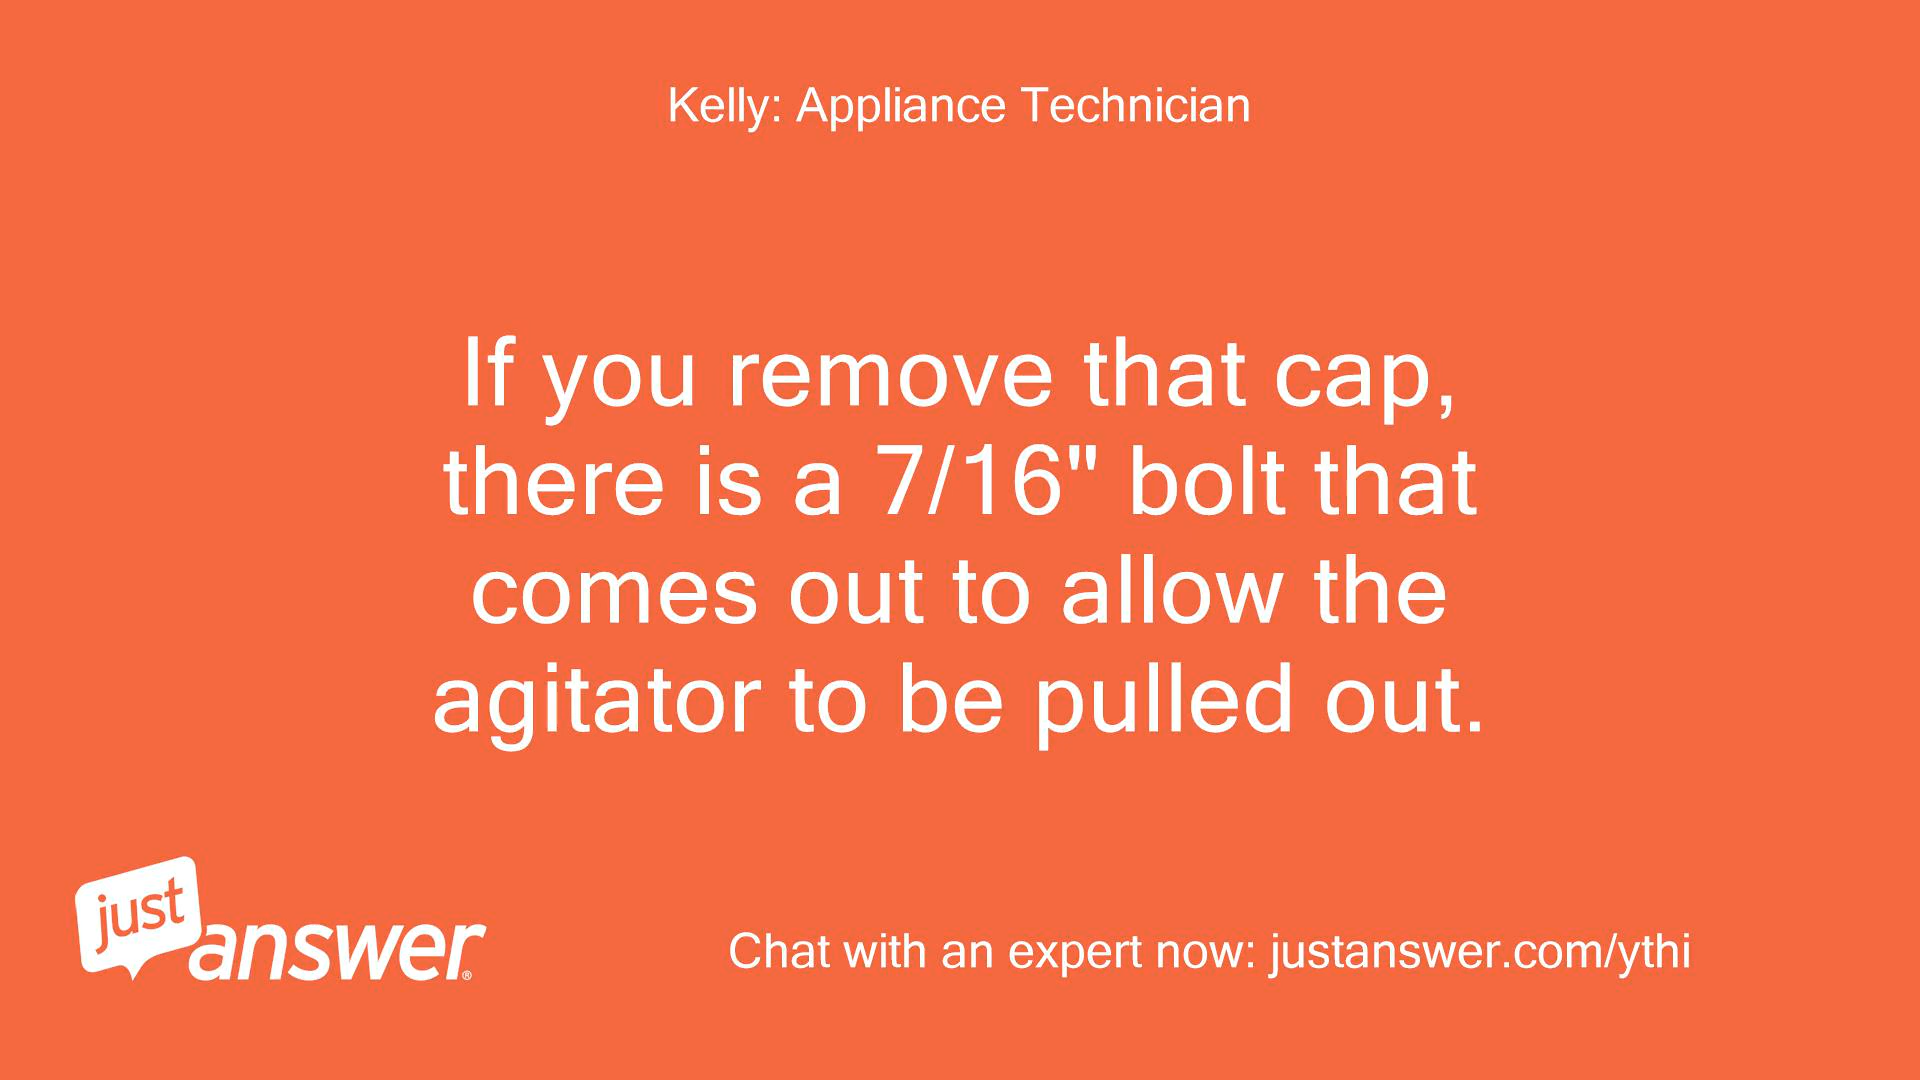 Kelly: Appliance Technician
If you remove that cap,
there is a 7/16" bolt that
comes out to allow the
agitator to be pulled out.
just
answer®
Chat with an expert now: justanswer.com/ythi